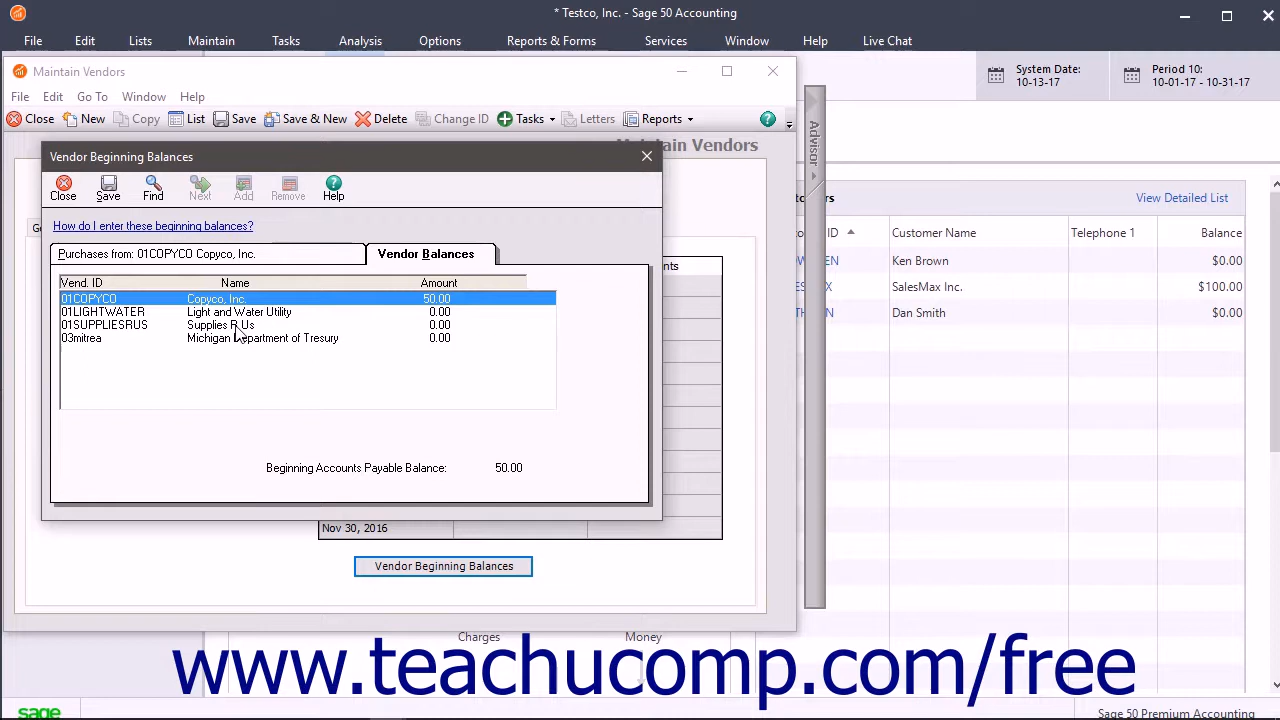 * Testco, Inc. - Sage 50 Accounting
File Edit Lists Maintain Tasks Analysis Options Reports & Forms Services Window Help Live Chat
System Date:
10-13-17
Period 10:
10-01-17 - 10-31-17
Maintain Vendors
File Edit Go To Window Help
Close New Copy List Save Save & New Delete Change ID Tasks Letters Reports
Maintain Vendors
Advisor
Vendor Beginning Balances
Close Save Find Next Add Remove Help
How do I enter these beginning balances?
Purchases from: 01COPYCO Copyco, Inc.
Vendor Balances
Vend. ID Name Amount
01COPYCO Copyco, Inc. 50.00
01LIGHTWATER Light and Water Utility 0.00
01SUPPLIESRUS Supplies R Us 0.00
03mitrea Michigan Department of Tresury 0.00
Beginning Accounts Payable Balance: 50.00
Nov 30, 2016
Vendor Beginning Balances
View Detailed List
ID Customer Name Telephone 1 Balance
Ken Brown $0.00
SalesMax Inc. $100.00
Dan Smith $0.00
Charges Money
www.teachucomp.com/free
sage
Sage 50 Premium Accounting